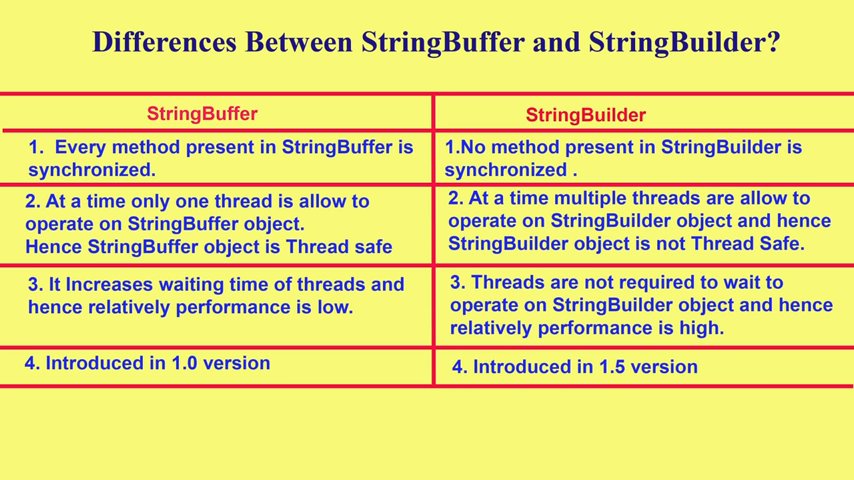 Differences Between StringBuffer and StringBuilder?
StringBuffer
StringBuilder
1. Every method present in StringBuffer is
synchronized.
1.No method present in StringBuilder is
synchronized .
2. At a time only one thread is allow to
operate on StringBuffer object.
Hence StringBuffer object is Thread safe
2. At a time multiple threads are allow to
operate on StringBuilder object and hence
StringBuilder object is not Thread Safe.
3. It Increases waiting time of threads and
hence relatively performance is low.
3. Threads are not required to wait to
operate on StringBuilder object and hence
relatively performance is high.
4. Introduced in 1.0 version
4. Introduced in 1.5 version